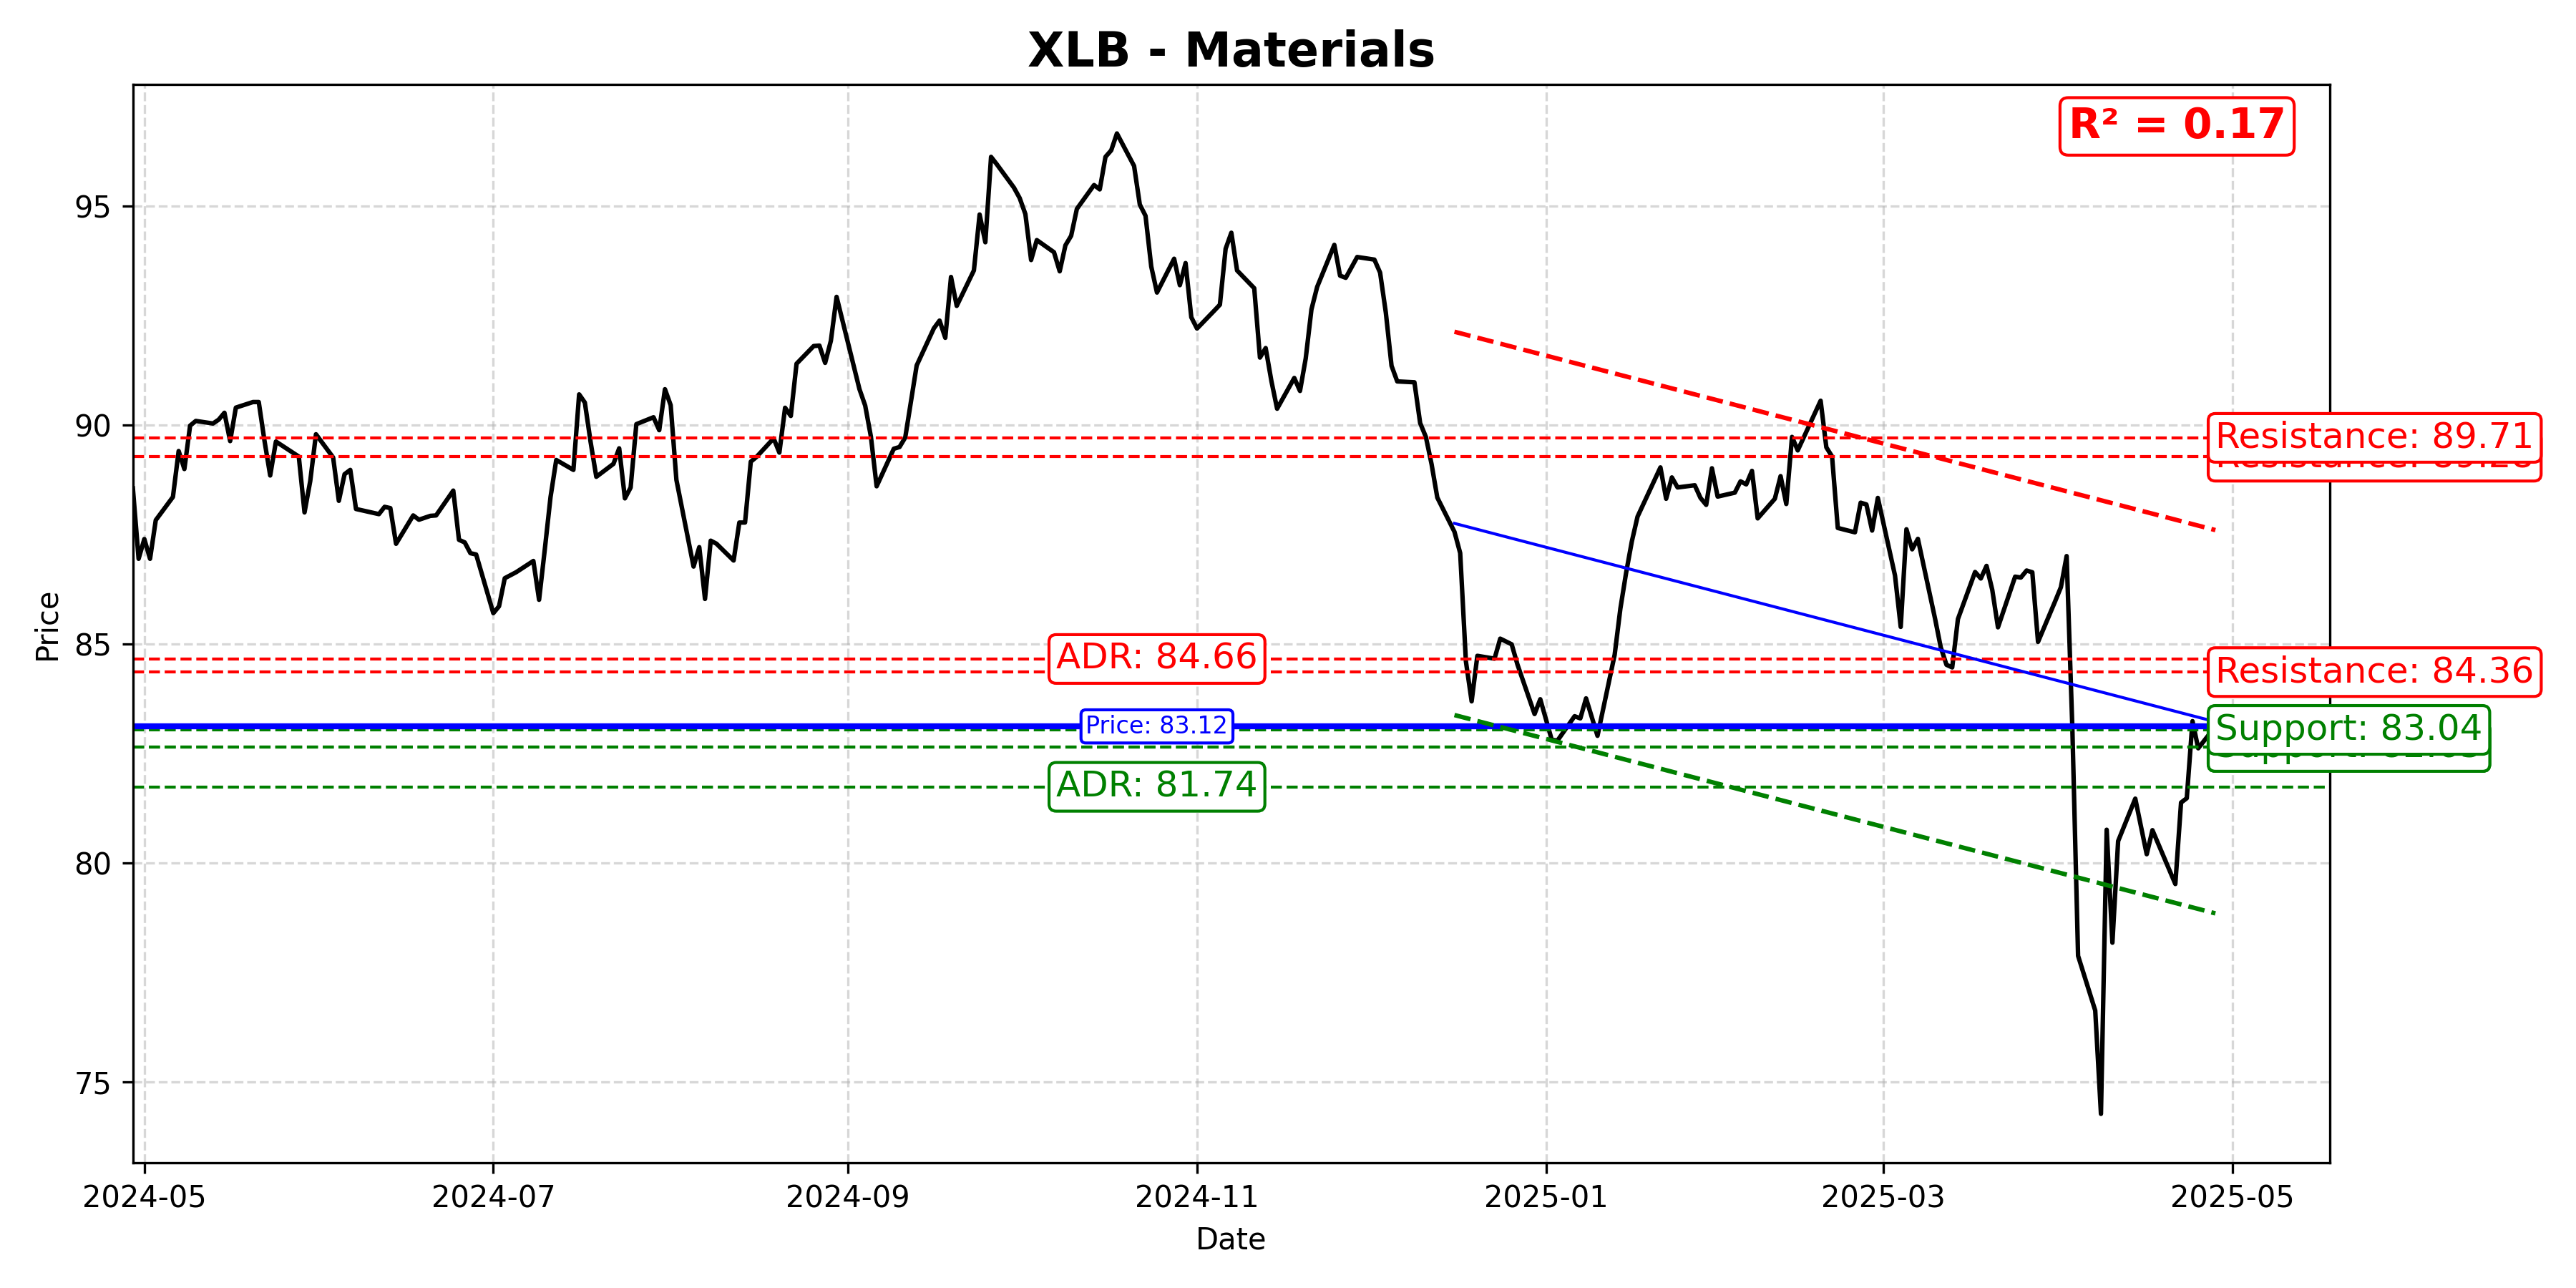 XLB - Materials
R² = 0.17
95
90
85
80
75
Price
Resistance: 89.71
ADR: 84.66
Resistance: 84.36
Price: 83.12
Support: 83.04
ADR: 81.74
2024-05
2024-07
2024-09
2024-11
2025-01
2025-03
2025-05
Date